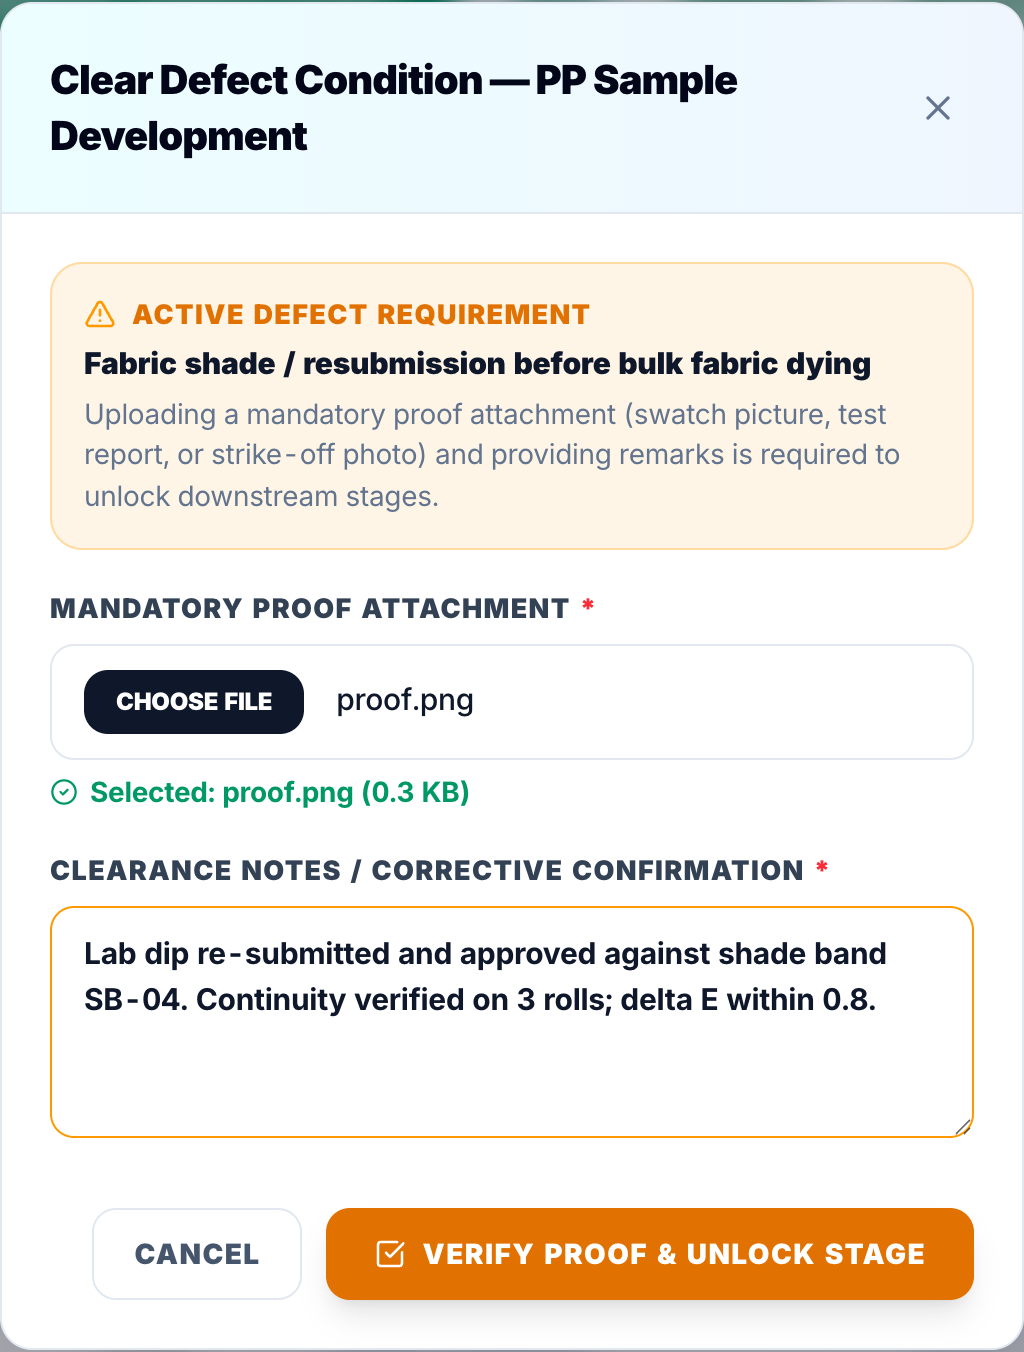 Clear Defect Condition — PP Sample
Development
ACTIVE DEFECT REQUIREMENT
Fabric shade / resubmission before bulk fabric dying
Uploading a mandatory proof attachment (swatch picture, test
report, or strike-off photo) and providing remarks is required to
unlock downstream stages.
MANDATORY PROOF ATTACHMENT *
CHOOSE FILE proof.png
Selected: proof.png (0.3 KB)
CLEARANCE NOTES / CORRECTIVE CONFIRMATION *
Lab dip re-submitted and approved against shade band
SB-04. Continuity verified on 3 rolls; delta E within 0.8.
CANCEL VERIFY PROOF & UNLOCK STAGE